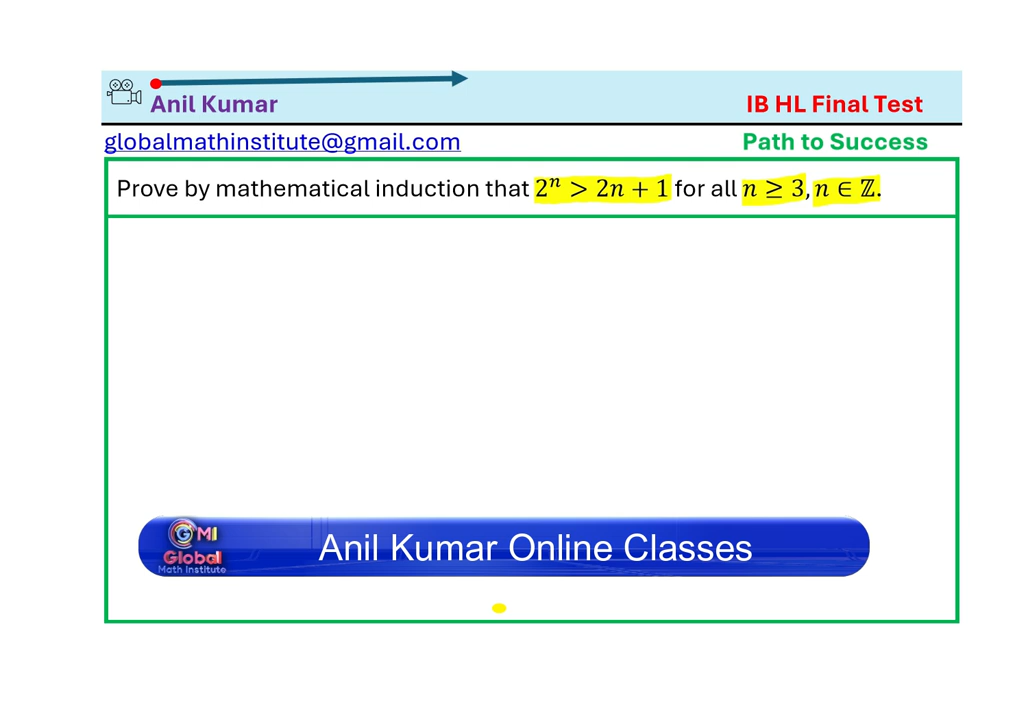 Anil Kumar
IB HL Final Test
globalmathinstitute@gmail.com
Path to Success
Prove by mathematical induction that 2ⁿ > 2n + 1 for all n ≥ 3, n ∈ ℤ.
GMI
Global
Math Institute
Anil Kumar Online Classes